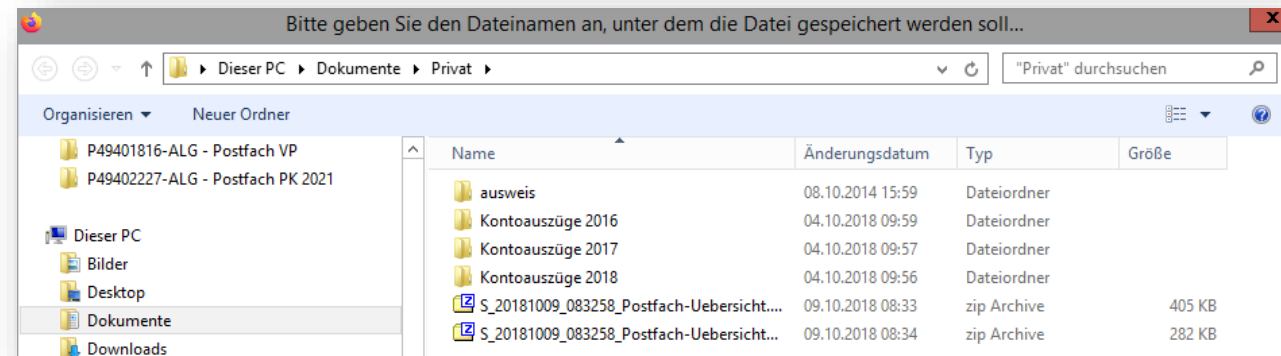 Bitte geben Sie den Dateinamen an, unter dem die Datei gespeichert werden soll...
x
Dieser PC Dokumente Privat "Privat" durchsuchen
Organisieren Neuer Ordner
P49401816-ALG - Postfach VP
P49402227-ALG - Postfach PK 2021
Dieser PC
Bilder
Desktop
Dokumente
Downloads
Name Änderungsdatum Typ Größe
ausweis 08.10.2014 15:59 Dateiordner
Kontoauszüge 2016 04.10.2018 09:59 Dateiordner
Kontoauszüge 2017 04.10.2018 09:57 Dateiordner
Kontoauszüge 2018 04.10.2018 09:56 Dateiordner
S_20181009_083258_Postfach-Uebersicht.... 09.10.2018 08:33 zip Archive 405 KB
S_20181009_083258_Postfach-Uebersicht... 09.10.2018 08:34 zip Archive 282 KB